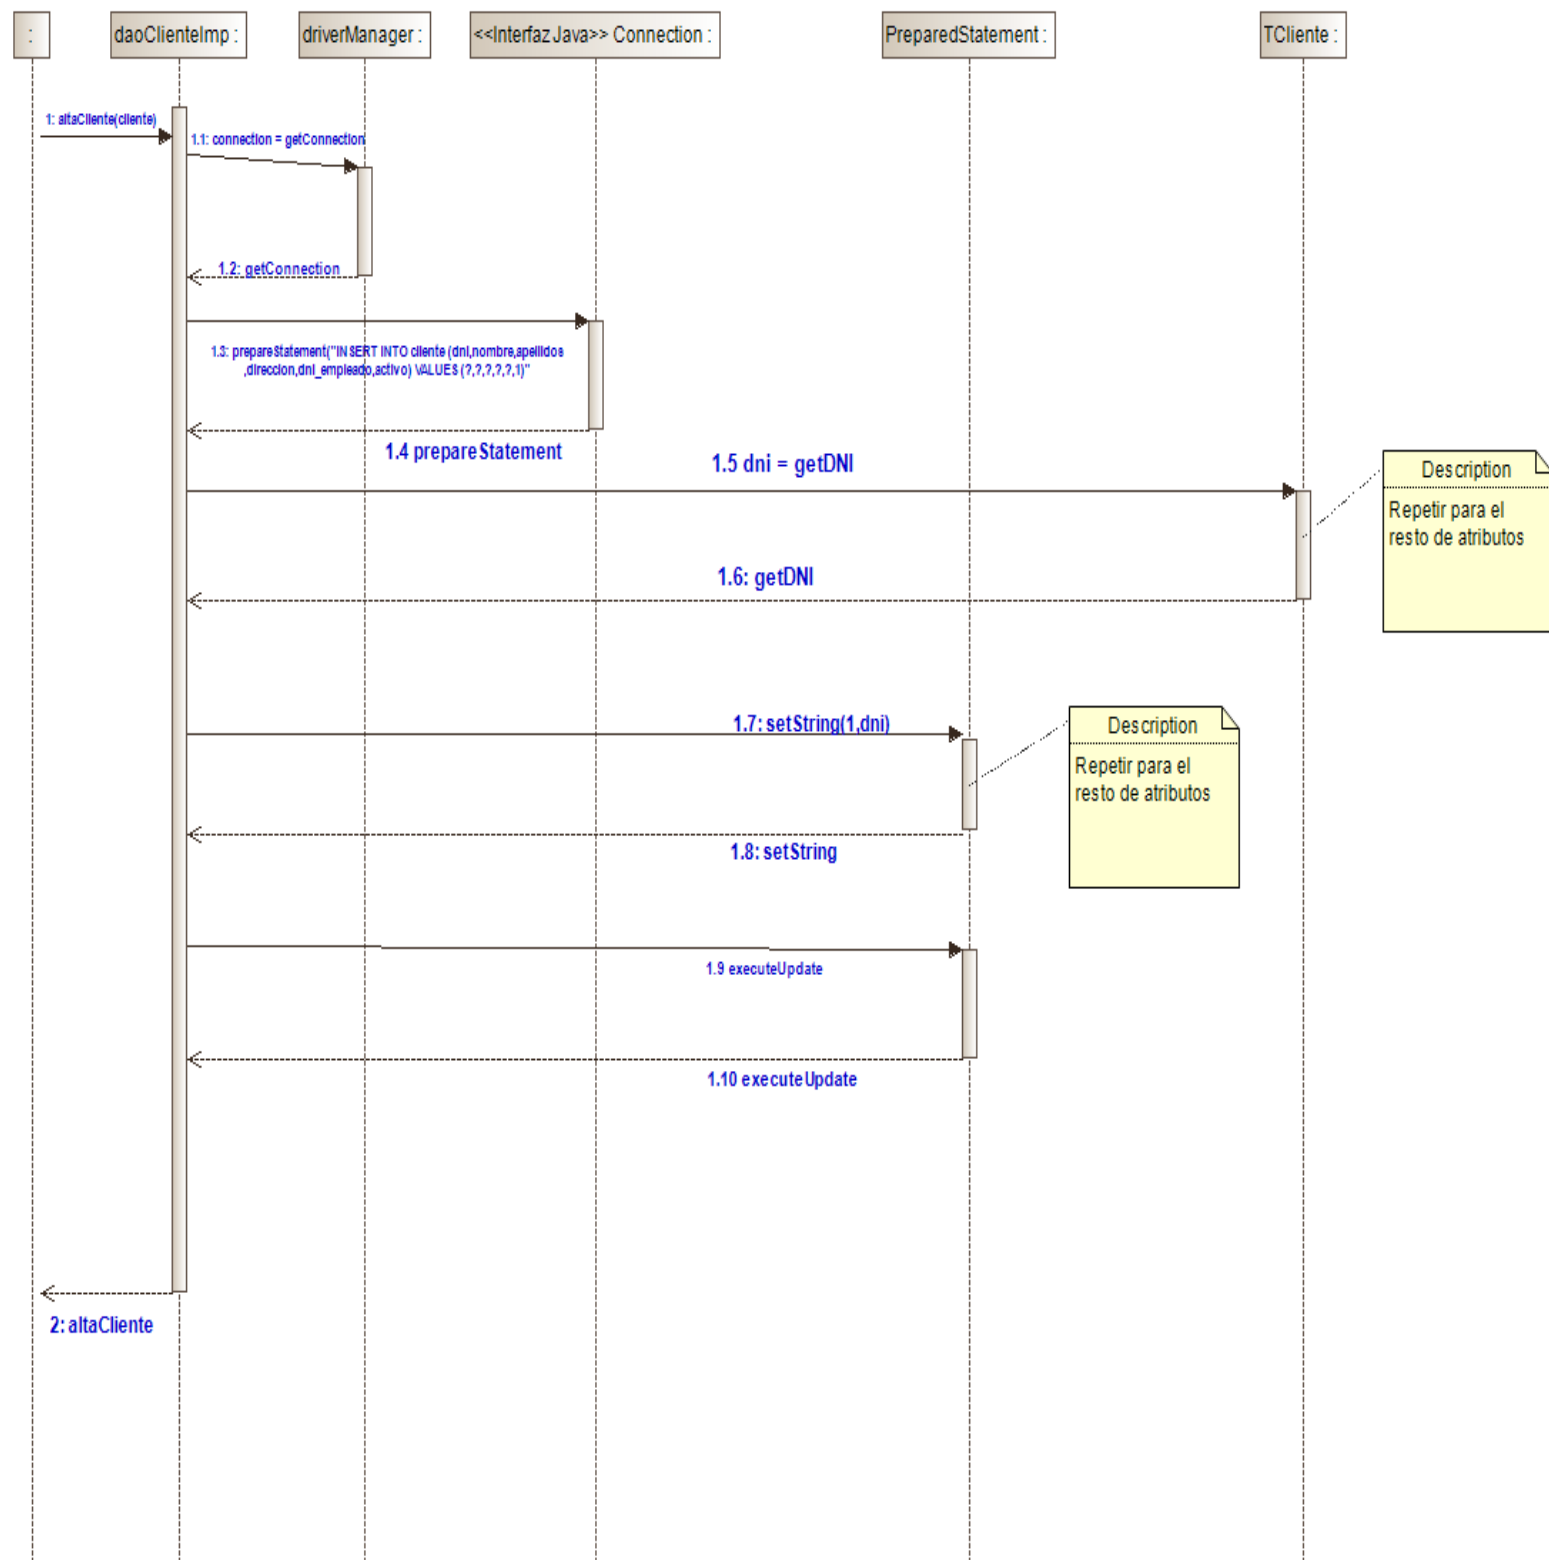 :
daoClienteImp :
driverManager :
<<Interfaz Java>> Connection :
PreparedStatement :
TCliente :
1: altaCliente(cliente)
1.1: connection = getConnection
1.2: getConnection
1.3: prepareStatement("INSERT INTO cliente (dni,nombre,apellidos
,direccion,dni_empleado,activo) VALUES (?,?,?,?,?,1)"
1.4 prepareStatement
1.5 dni = getDNI
Description
Repetir para el
resto de atributos
1.6: getDNI
1.7: setString(1,dni)
Description
Repetir para el
resto de atributos
1.8: setString
1.9 executeUpdate
1.10 executeUpdate
2: altaCliente